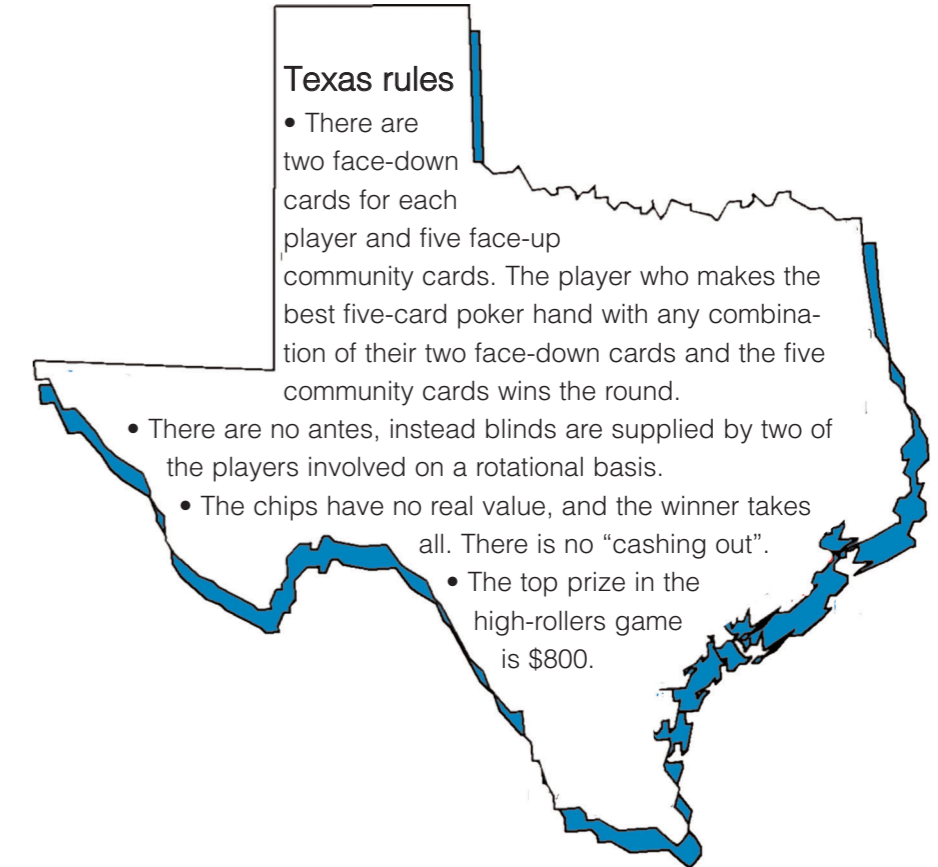 Texas rules
• There are
two face-down
cards for each
player and five face-up
community cards. The player who makes the
best five-card poker hand with any combina-
tion of their two face-down cards and the five
community cards wins the round.
• There are no antes, instead blinds are supplied by two of
the players involved on a rotational basis.
• The chips have no real value, and the winner takes
all. There is no “cashing out”.
• The top prize in the
high-rollers game
is $800.